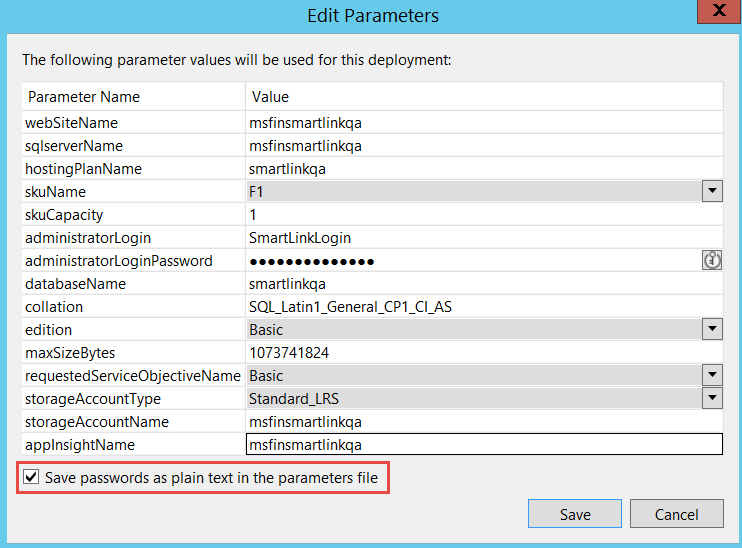 Edit Parameters
X
The following parameter values will be used for this deployment:
Parameter Name Value
webSiteName msfinsmartlinkqa
sqlserverName msfinsmartlinkqa
hostingPlanName smartlinkqa
skuName F1
skuCapacity 1
administratorLogin SmartLinkLogin
administratorLoginPassword ●●●●●●●●●●●●●●
databaseName smartlinkqa
collation SQL_Latin1_General_CP1_CI_AS
edition Basic
maxSizeBytes 1073741824
requestedServiceObjectiveName Basic
storageAccountType Standard_LRS
storageAccountName msfinsmartlinkqa
appInsightName msfinsmartlinkqa
Save passwords as plain text in the parameters file
Save Cancel